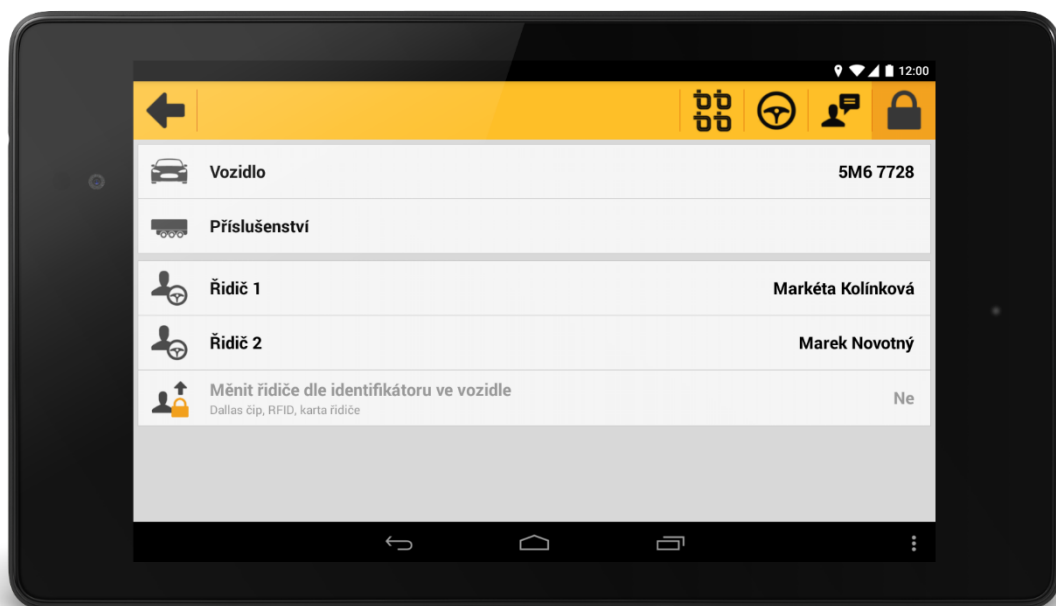 12:00
Vozidlo 5M6 7728
Příslušenství
Řidič 1 Markéta Kolínková
Řidič 2 Marek Novotný
Měnit řidiče dle identifikátoru ve vozidle Ne
Dallas čip, RFID, karta řidiče